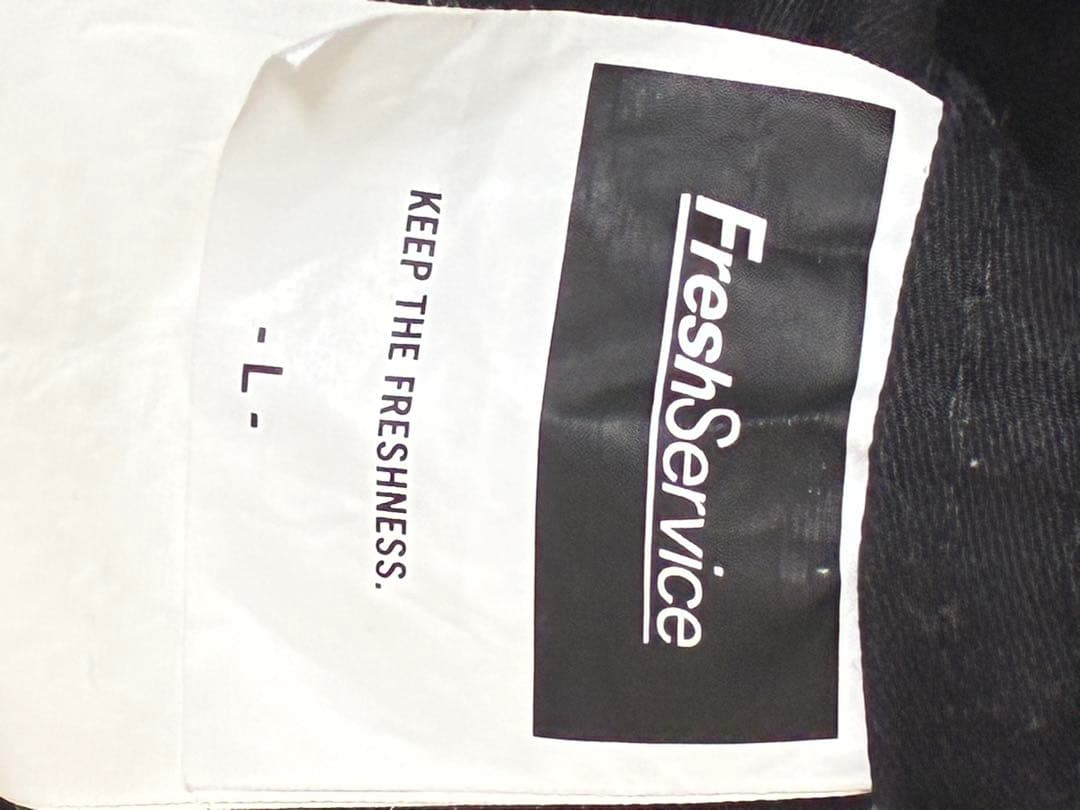 FreshService
KEEP THE FRESHNESS.
- L -